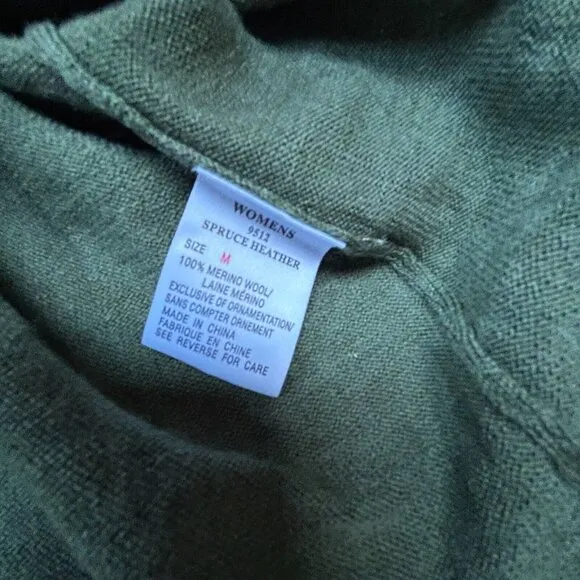 WOMENS
9512
SPRUCE HEATHER
SIZE M
100% MERINO WOOL/
LAINE MERINO
EXCLUSIVE OF ORNAMENTATION/
SANS COMPTER ORNEMENT
MADE IN CHINA
FABRIQUE EN CHINE
SEE REVERSE FOR CARE